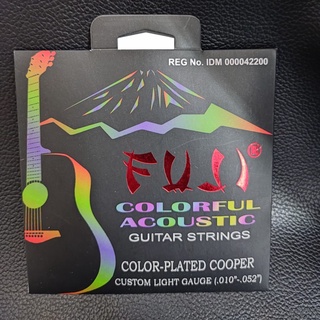 REG No. IDM 000042200
FUJI
COLORFUL
ACOUSTIC
GUITAR STRINGS
COLOR-PLATED COOPER
CUSTOM LIGHT GAUGE (.010"-.052")